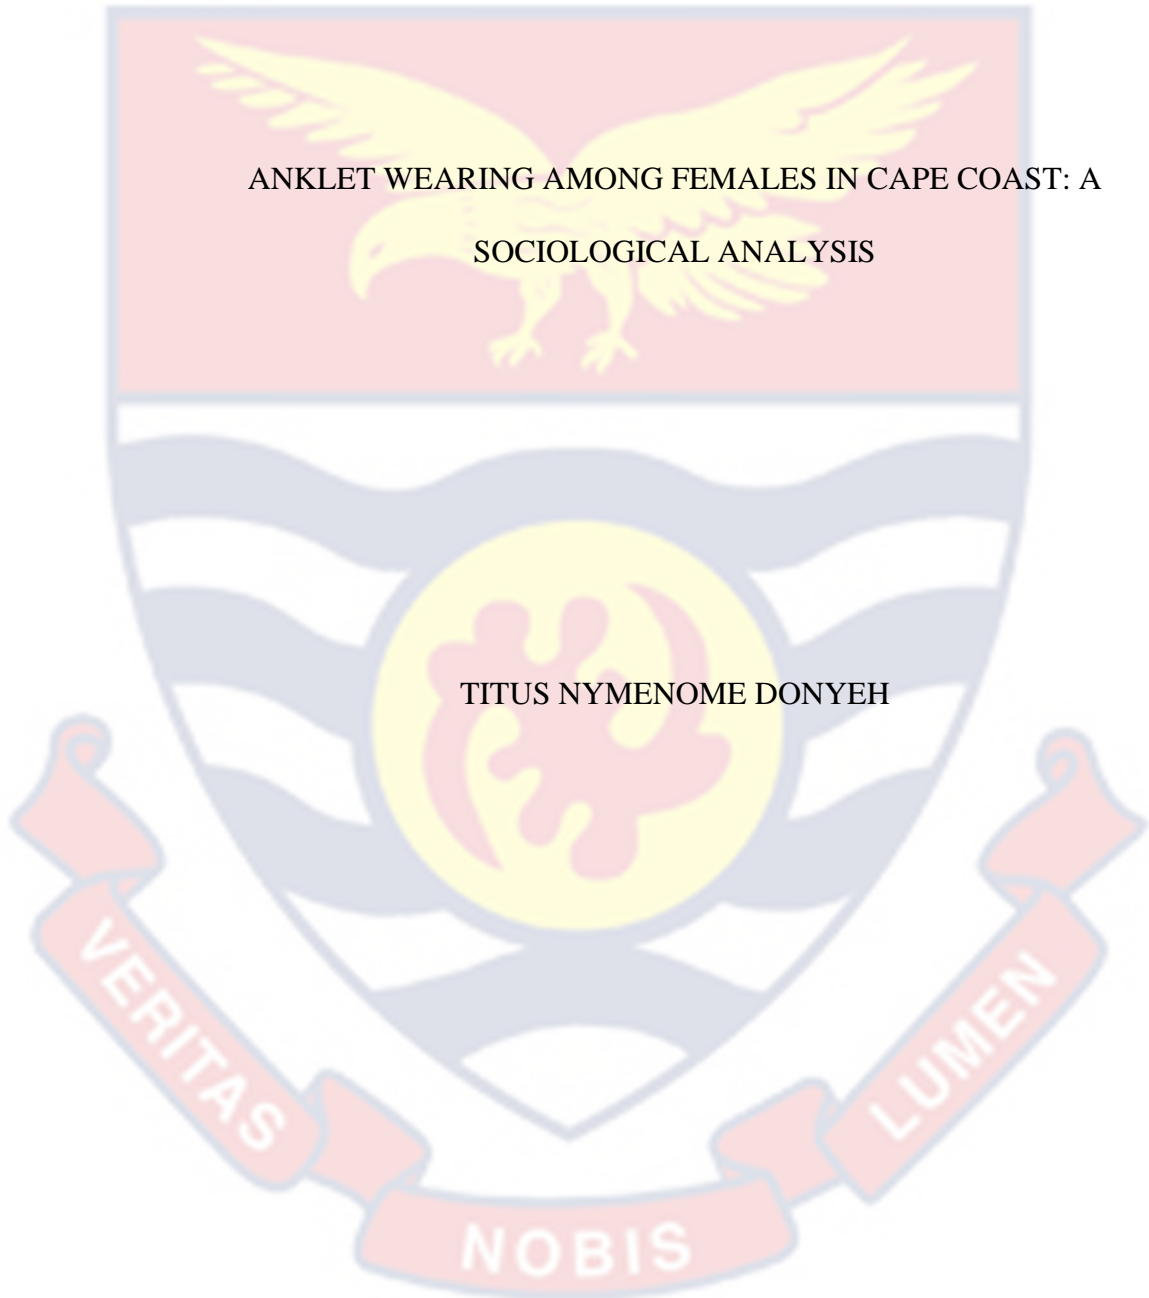 ANKLET WEARING AMONG FEMALES IN CAPE COAST: A
SOCIOLOGICAL ANALYSIS
TITUS NYMENOME DONYEH
VERITAS
NOBIS
LUMEN